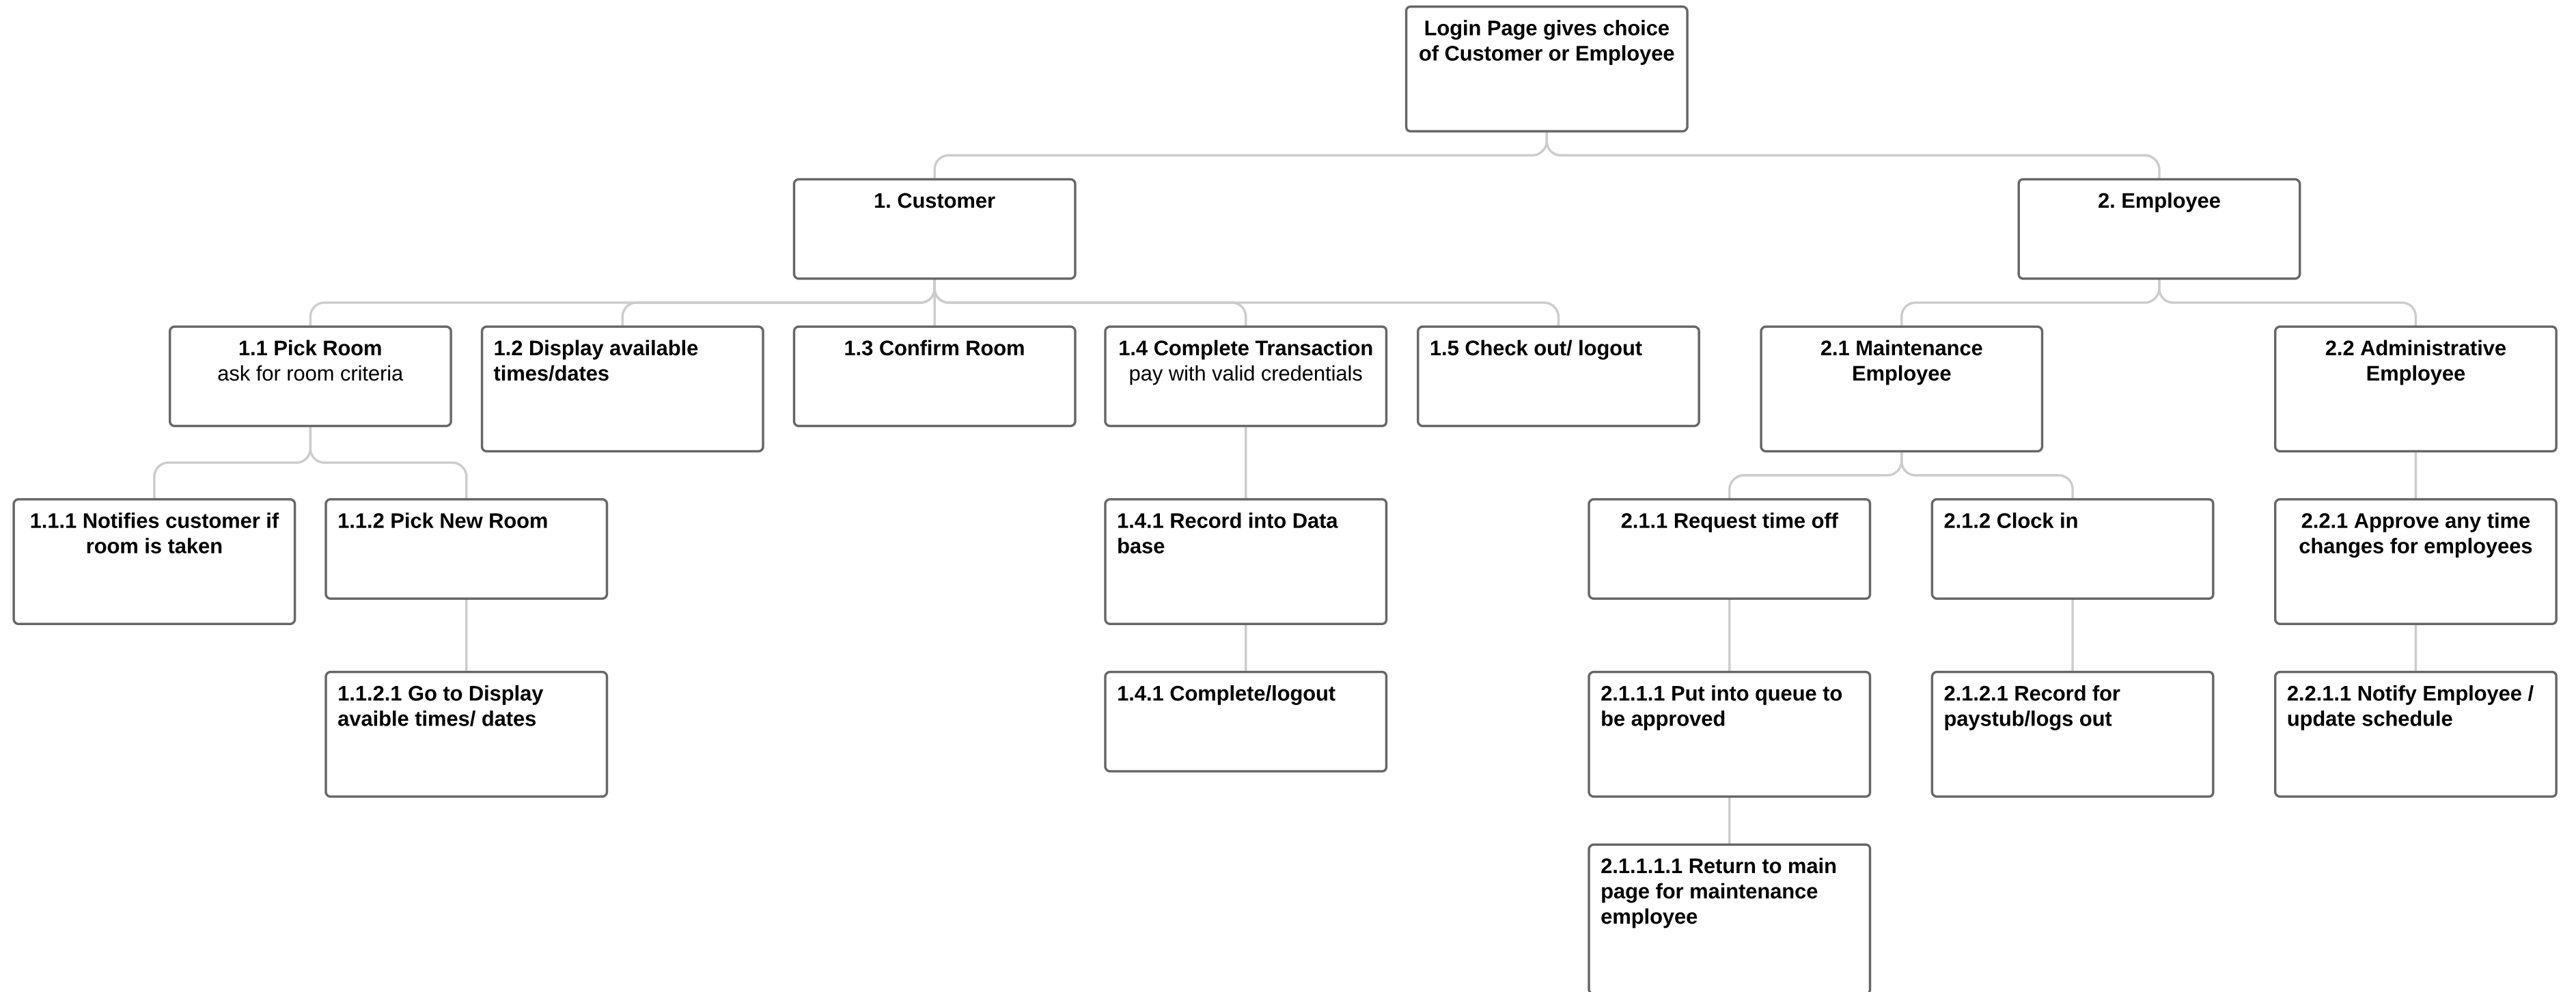 Login Page gives choice
of Customer or Employee
1. Customer
2. Employee
1.1 Pick Room
ask for room criteria
1.2 Display available
times/dates
1.3 Confirm Room
1.4 Complete Transaction
pay with valid credentials
1.5 Check out/ logout
2.1 Maintenance
Employee
2.2 Administrative
Employee
1.1.1 Notifies customer if
room is taken
1.1.2 Pick New Room
1.4.1 Record into Data
base
2.1.1 Request time off
2.1.2 Clock in
2.2.1 Approve any time
changes for employees
1.1.2.1 Go to Display
avaible times/ dates
1.4.1 Complete/logout
2.1.1.1 Put into queue to
be approved
2.1.2.1 Record for
paystub/logs out
2.2.1.1 Notify Employee /
update schedule
2.1.1.1.1 Return to main
page for maintenance
employee